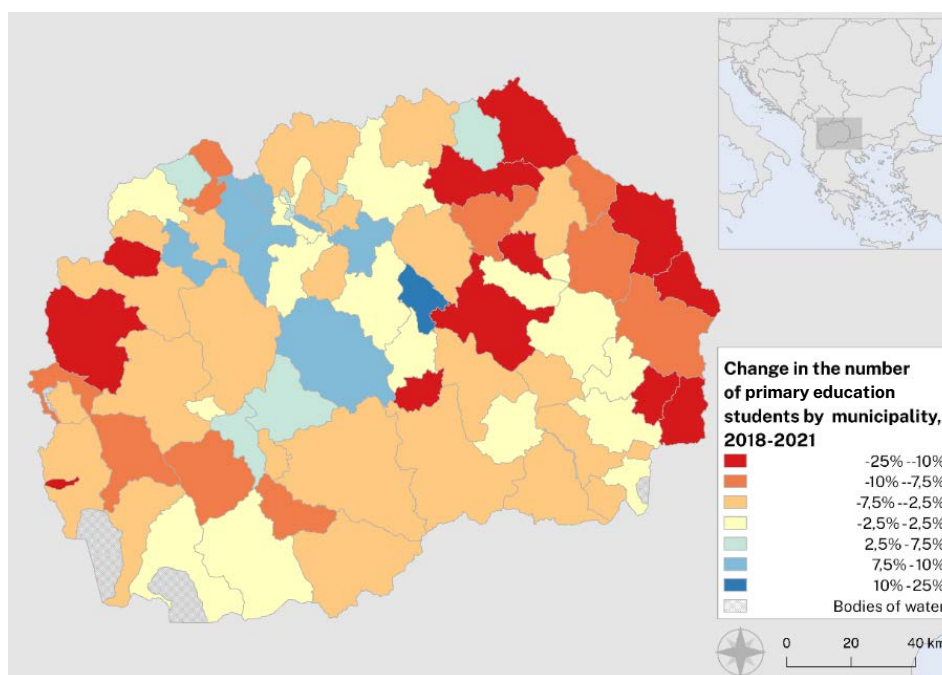 Change in the number
of primary education
students by municipality,
2018-2021
-25% --10%
-10% --7,5%
-7,5% --2,5%
-2,5% -2,5%
2,5% -7,5%
7,5% -10%
10% -25%
Bodies of water
0 20 40 km